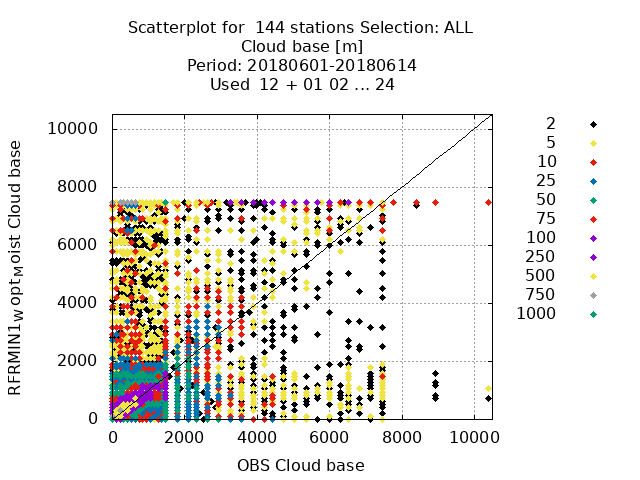 Scatterplot for  144 stations Selection: ALL
Cloud base [m]
Period: 20180601-20180614
Used  12 + 01 02 ... 24
RFRMIN1_W opt_Moist Cloud base
10000
8000
6000
4000
2000
0
0 2000 4000 6000 8000 10000
OBS Cloud base
2
5
10
25
50
75
100
250
500
750
1000